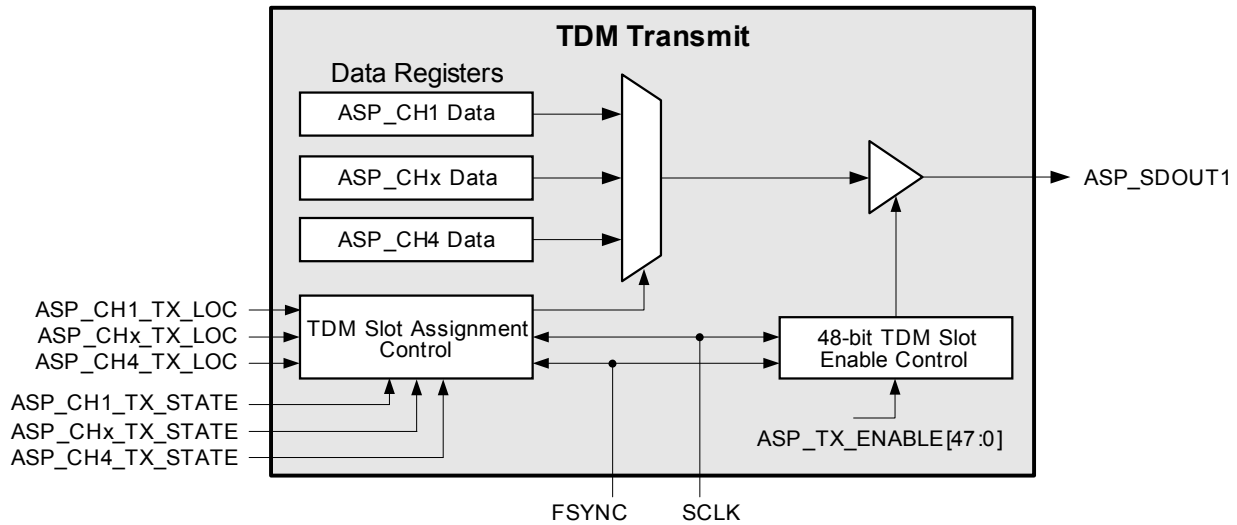 TDM Transmit
Data Registers
ASP_CH1 Data
ASP_CHx Data
ASP_CH4 Data
ASP_SDOUT1
ASP_CH1_TX_LOC
ASP_CHx_TX_LOC
ASP_CH4_TX_LOC
TDM Slot Assignment
Control
48-bit TDM Slot
Enable Control
ASP_CH1_TX_STATE
ASP_CHx_TX_STATE
ASP_CH4_TX_STATE
ASP_TX_ENABLE[47:0]
FSYNC
SCLK